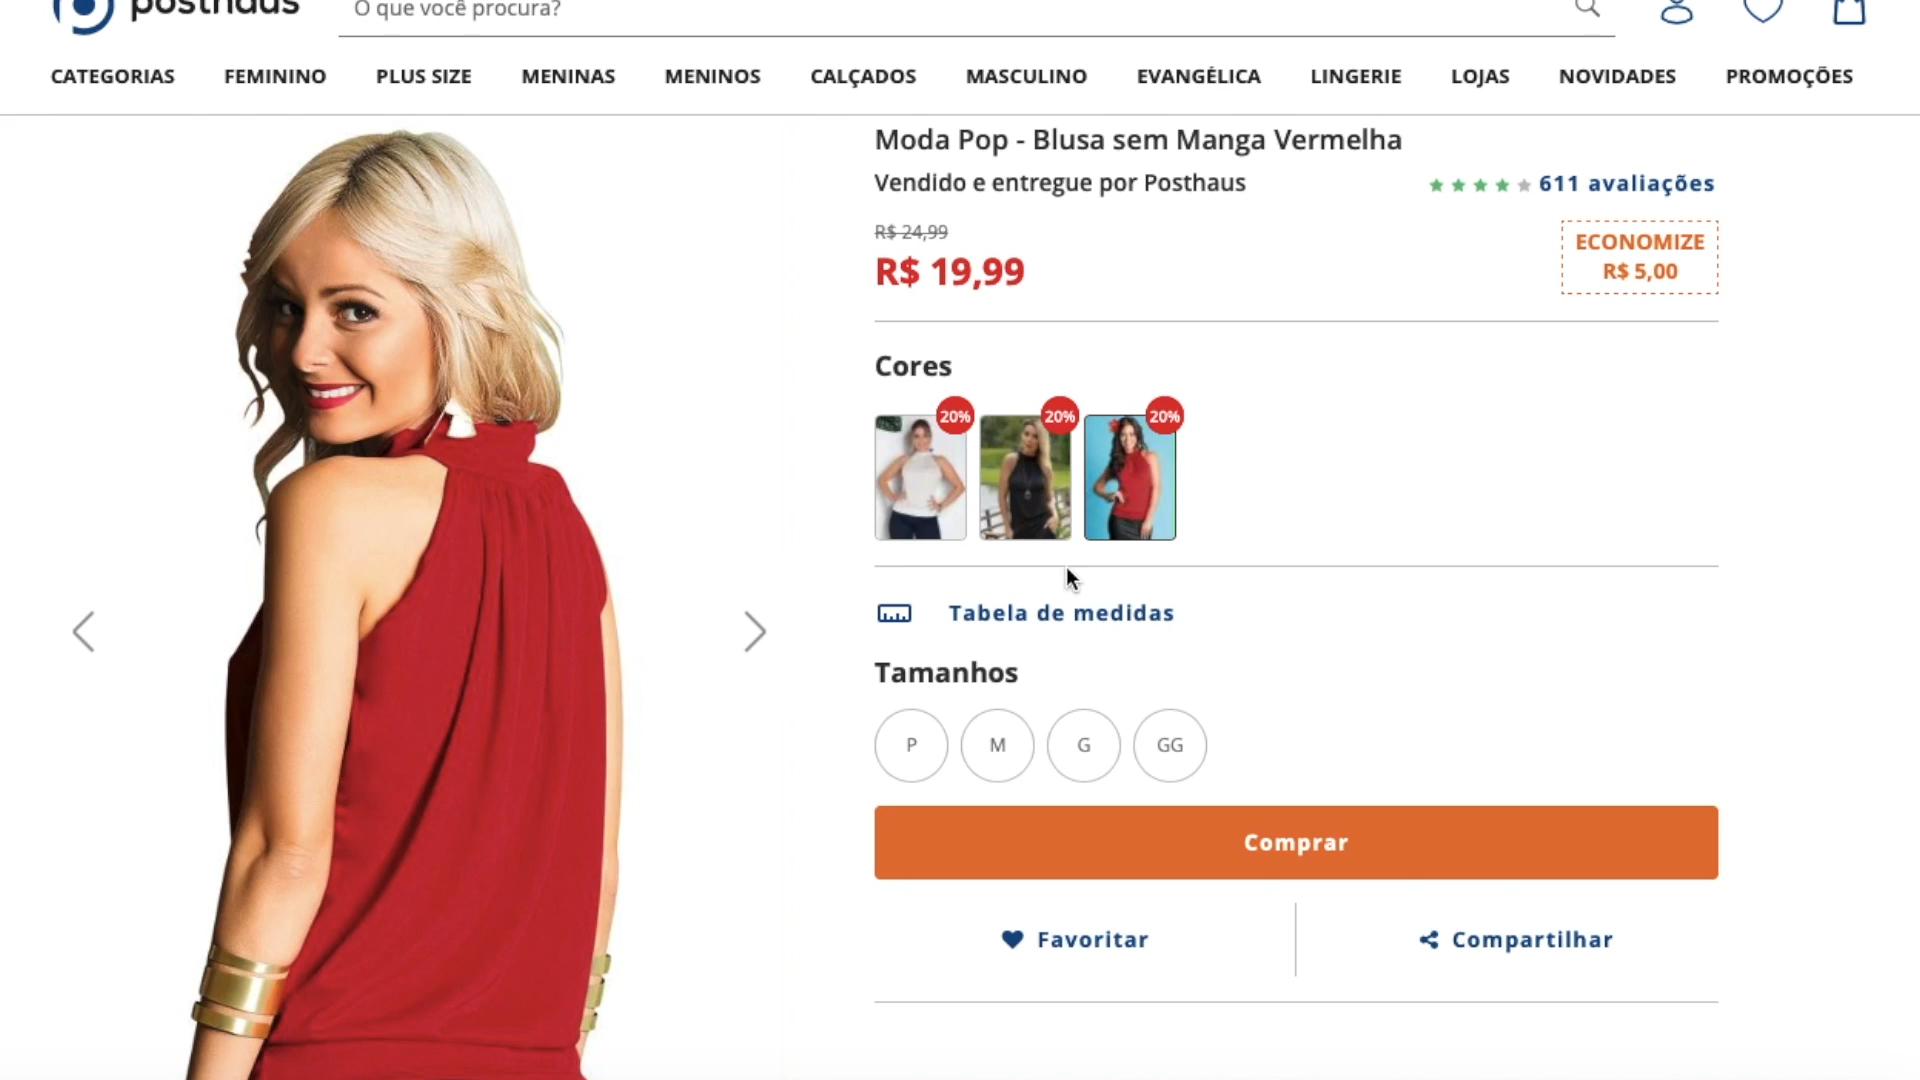 posthaus
O que você procura?
CATEGORIAS FEMININO PLUS SIZE MENINAS MENINOS CALÇADOS MASCULINO EVANGÉLICA LINGERIE LOJAS NOVIDADES PROMOÇÕES
Moda Pop - Blusa sem Manga Vermelha
Vendido e entregue por Posthaus
611 avaliações
R$ 24,99
R$ 19,99
ECONOMIZE
R$ 5,00
Cores
20% 20% 20%
Tabela de medidas
Tamanhos
P M G GG
Comprar
Favoritar
Compartilhar